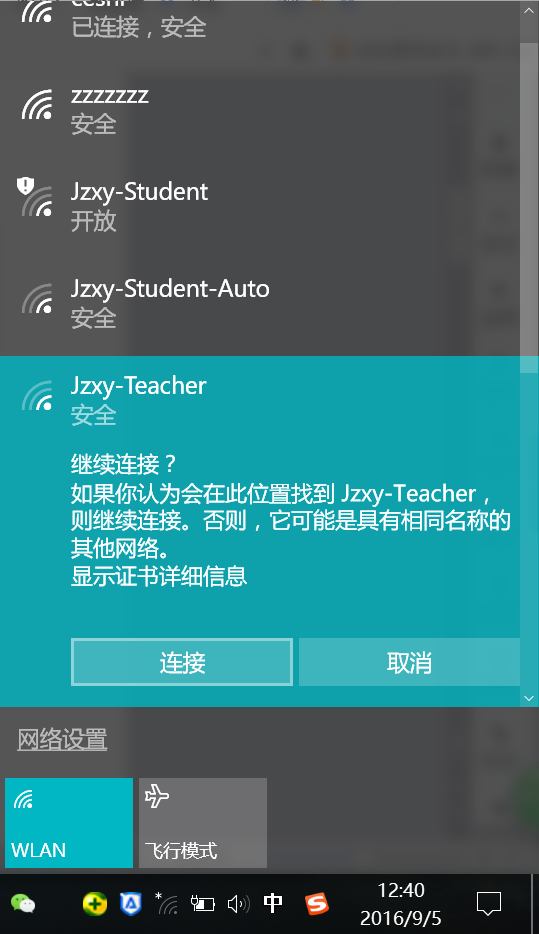 已连接，安全
zzzzzzz
安全
Jzxy-Student
开放
Jzxy-Student-Auto
安全
Jzxy-Teacher
安全
继续连接？
如果你认为会在此位置找到 Jzxy-Teacher，
则继续连接。否则，它可能是具有相同名称的
其他网络。
显示证书详细信息
连接
取消
网络设置
WLAN
飞行模式
中
12:40
2016/9/5